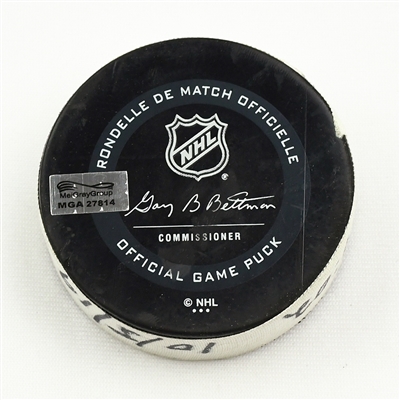 RONDELLE DE MATCH OFFICIELLE
NHL
MeiGrayGroup
MGA 27814
Gary B Bettman
COMMISSIONER
OFFICIAL GAME PUCK
© NHL